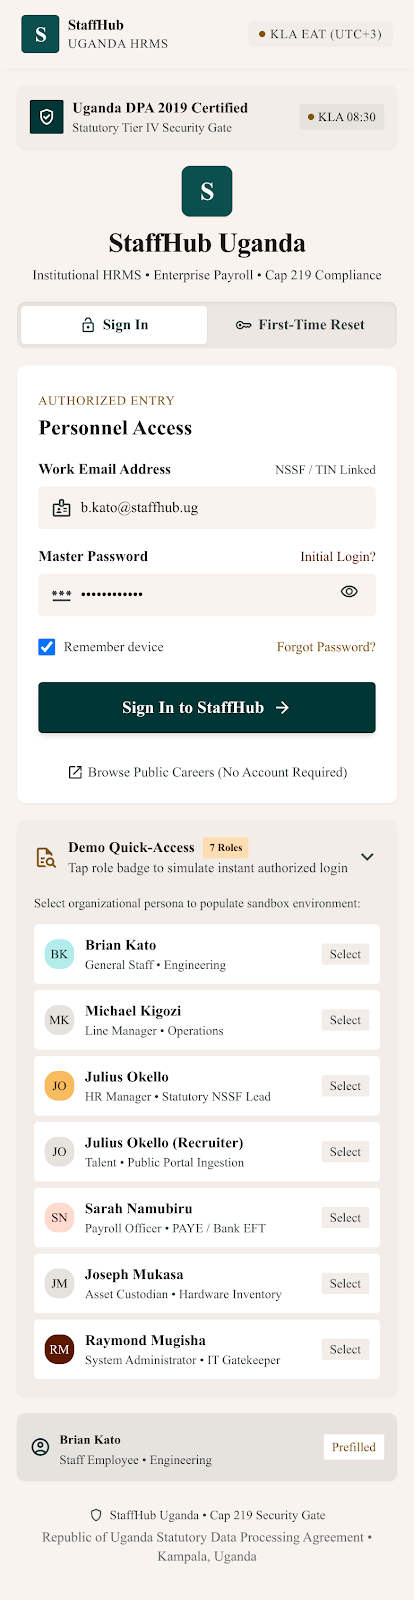 S
StaffHub
UGANDA HRMS
KLA EAT (UTC+3)
Uganda DPA 2019 Certified
Statutory Tier IV Security Gate
KLA 08:30
S
StaffHub Uganda
Institutional HRMS • Enterprise Payroll • Cap 219 Compliance
Sign In
First-Time Reset
AUTHORIZED ENTRY
Personnel Access
Work Email Address
NSSF / TIN Linked
b.kato@staffhub.ug
Master Password
Initial Login?
••••••••••••
Remember device
Forgot Password?
Sign In to StaffHub →
Browse Public Careers (No Account Required)
Demo Quick-Access
7 Roles
Tap role badge to simulate instant authorized login
Select organizational persona to populate sandbox environment:
BK
Brian Kato
General Staff • Engineering
Select
MK
Michael Kigozi
Line Manager • Operations
Select
JO
Julius Okello
HR Manager • Statutory NSSF Lead
Select
JO
Julius Okello (Recruiter)
Talent • Public Portal Ingestion
Select
SN
Sarah Namubiru
Payroll Officer • PAYE / Bank EFT
Select
JM
Joseph Mukasa
Asset Custodian • Hardware Inventory
Select
RM
Raymond Mugisha
System Administrator • IT Gatekeeper
Select
Brian Kato
Staff Employee • Engineering
Prefilled
StaffHub Uganda • Cap 219 Security Gate
Republic of Uganda Statutory Data Processing Agreement •
Kampala, Uganda